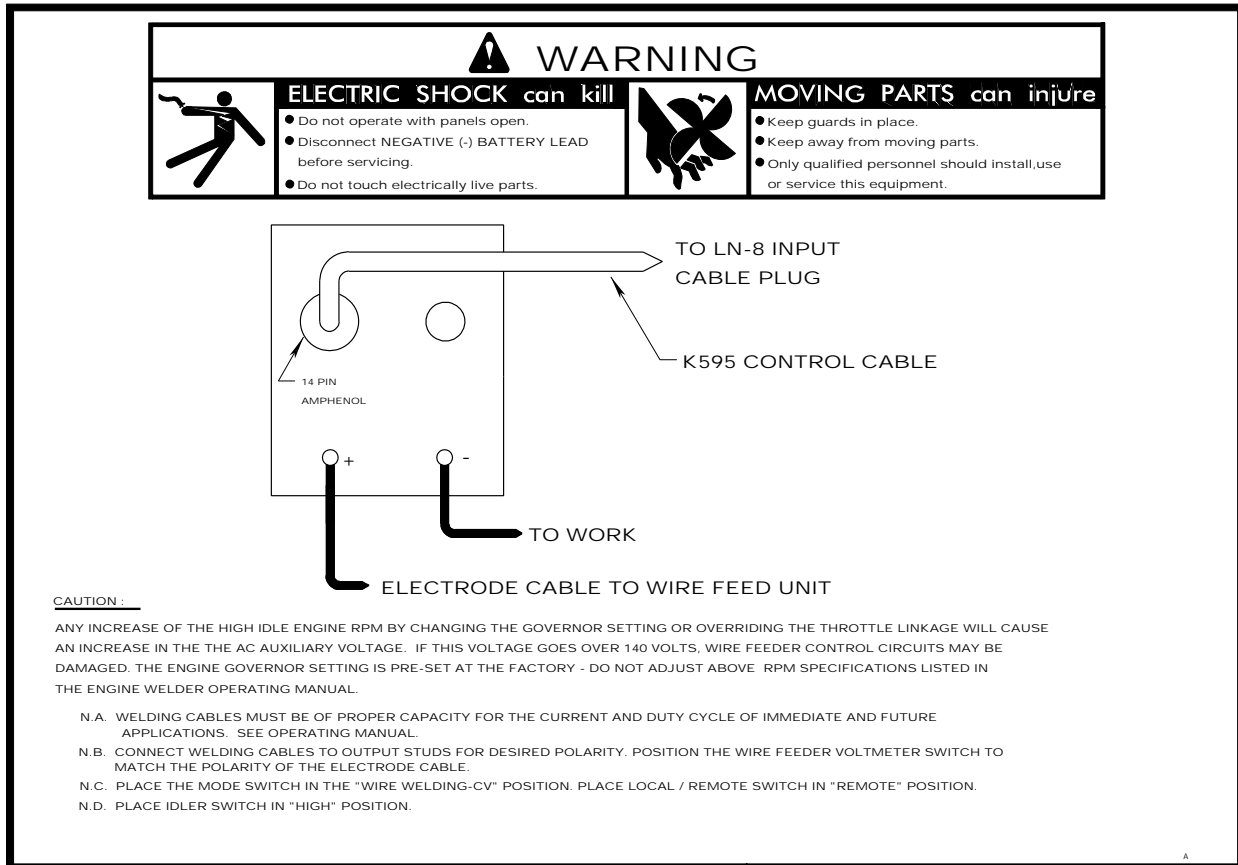 WARNING
ELECTRIC SHOCK can kill
● Do not operate with panels open.
● Disconnect NEGATIVE (-) BATTERY LEAD
before servicing.
● Do not touch electrically live parts.
MOVING PARTS can injure
● Keep guards in place.
● Keep away from moving parts.
● Only qualified personnel should install,use
or service this equipment.
TO LN-8 INPUT
CABLE PLUG
K595 CONTROL CABLE
14 PIN
AMPHENOL
+
-
TO WORK
ELECTRODE CABLE TO WIRE FEED UNIT
CAUTION :
ANY INCREASE OF THE HIGH IDLE ENGINE RPM BY CHANGING THE GOVERNOR SETTING OR OVERRIDING THE THROTTLE LINKAGE WILL CAUSE
AN INCREASE IN THE THE AC AUXILIARY VOLTAGE. IF THIS VOLTAGE GOES OVER 140 VOLTS, WIRE FEEDER CONTROL CIRCUITS MAY BE
DAMAGED. THE ENGINE GOVERNOR SETTING IS PRE-SET AT THE FACTORY - DO NOT ADJUST ABOVE RPM SPECIFICATIONS LISTED IN
THE ENGINE WELDER OPERATING MANUAL.
N.A. WELDING CABLES MUST BE OF PROPER CAPACITY FOR THE CURRENT AND DUTY CYCLE OF IMMEDIATE AND FUTURE
APPLICATIONS. SEE OPERATING MANUAL.
N.B. CONNECT WELDING CABLES TO OUTPUT STUDS FOR DESIRED POLARITY. POSITION THE WIRE FEEDER VOLTMETER SWITCH TO
MATCH THE POLARITY OF THE ELECTRODE CABLE.
N.C. PLACE THE MODE SWITCH IN THE "WIRE WELDING-CV" POSITION. PLACE LOCAL / REMOTE SWITCH IN "REMOTE" POSITION.
N.D. PLACE IDLER SWITCH IN "HIGH" POSITION.
A